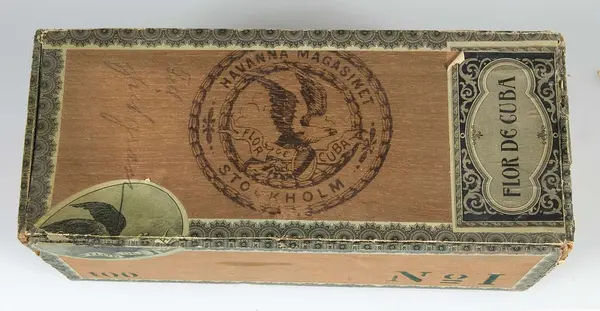 HAVANNA MAGASINET
FLOR DE
CUBA
STOCKHOLM
FLOR DE CUBA
100
Nº 1